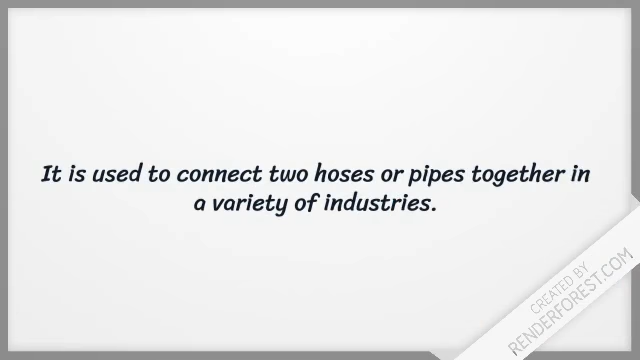 It is used to connect two hoses or pipes together in
a variety of industries.
CREATED BY
RENDERFOREST.COM